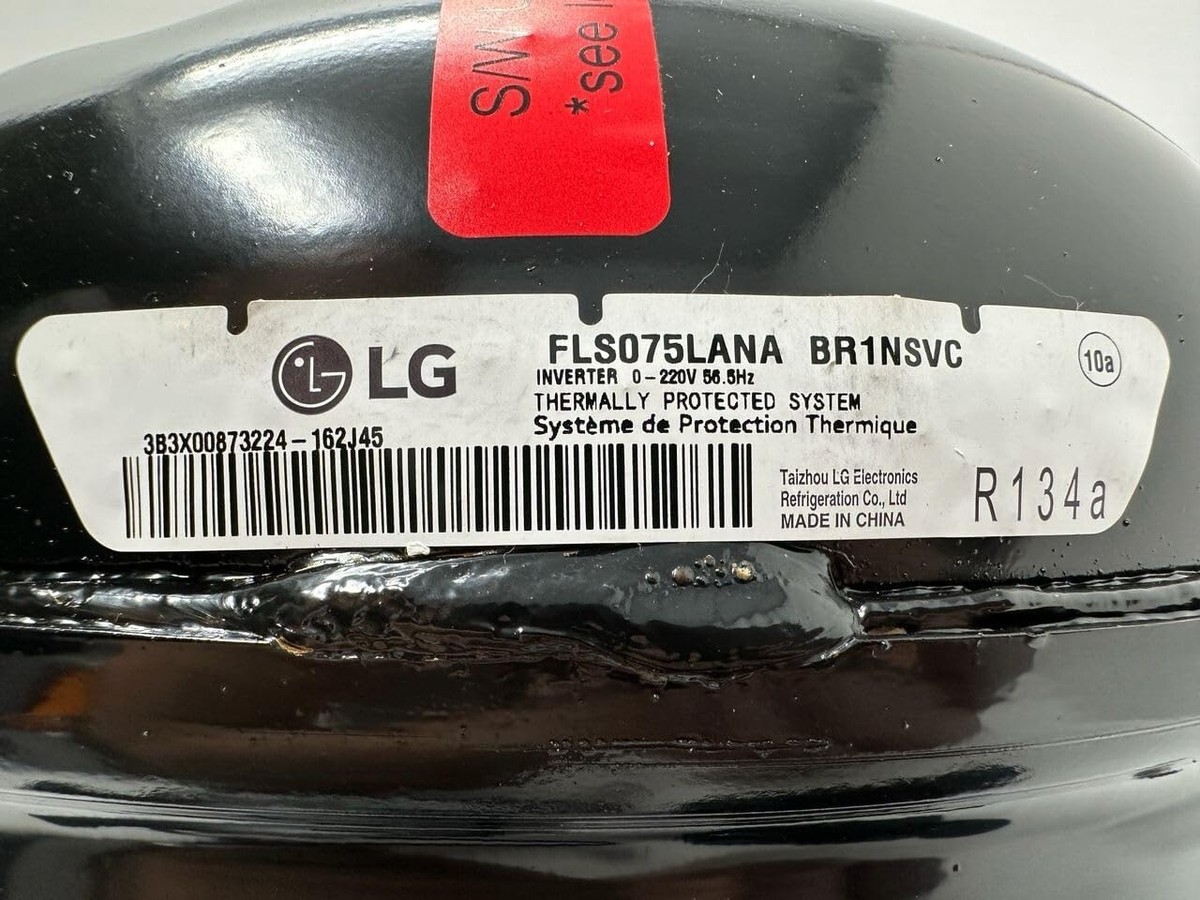 S/W
*see
LG
FLS075LANA BR1NSVC
INVERTER 0-220V 56.5Hz
THERMALLY PROTECTED SYSTEM
Système de Protection Thermique
10a
3B3X00873224-162J45
Taizhou LG Electronics
Refrigeration Co., Ltd
MADE IN CHINA
R134a